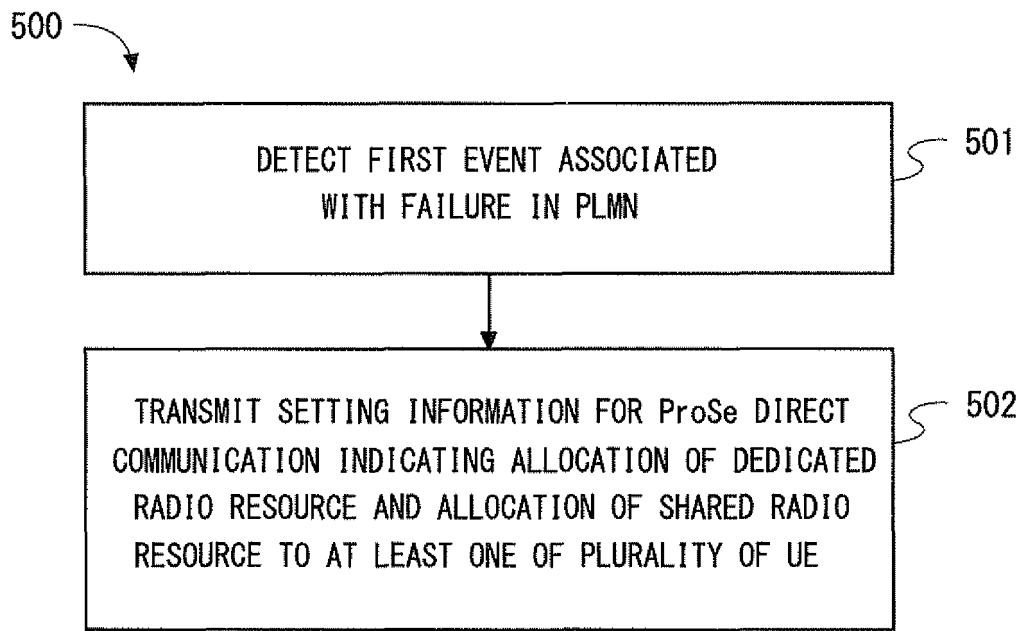 500
DETECT FIRST EVENT ASSOCIATED
WITH FAILURE IN PLMN
501
TRANSMIT SETTING INFORMATION FOR ProSe DIRECT
COMMUNICATION INDICATING ALLOCATION OF DEDICATED
RADIO RESOURCE AND ALLOCATION OF SHARED RADIO
RESOURCE TO AT LEAST ONE OF PLURALITY OF UE
502